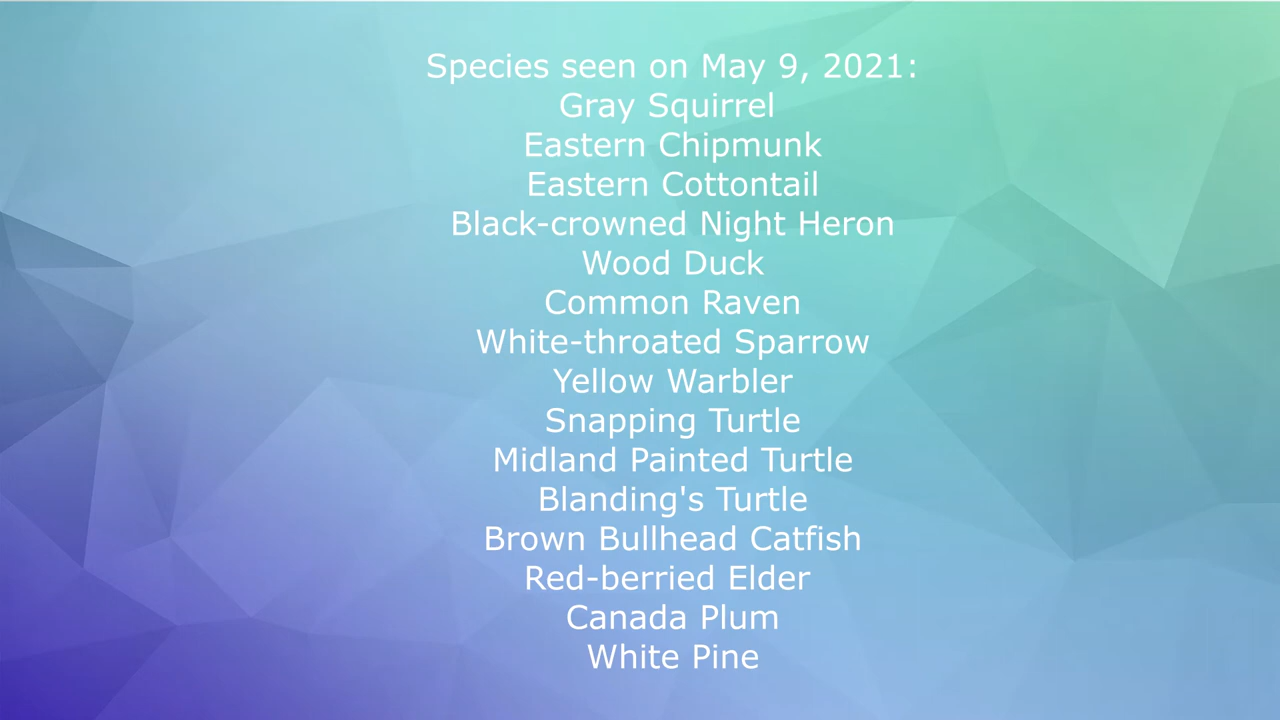 Species seen on May 9, 2021:
Gray Squirrel
Eastern Chipmunk
Eastern Cottontail
Black-crowned Night Heron
Wood Duck
Common Raven
White-throated Sparrow
Yellow Warbler
Snapping Turtle
Midland Painted Turtle
Blanding's Turtle
Brown Bullhead Catfish
Red-berried Elder
Canada Plum
White Pine